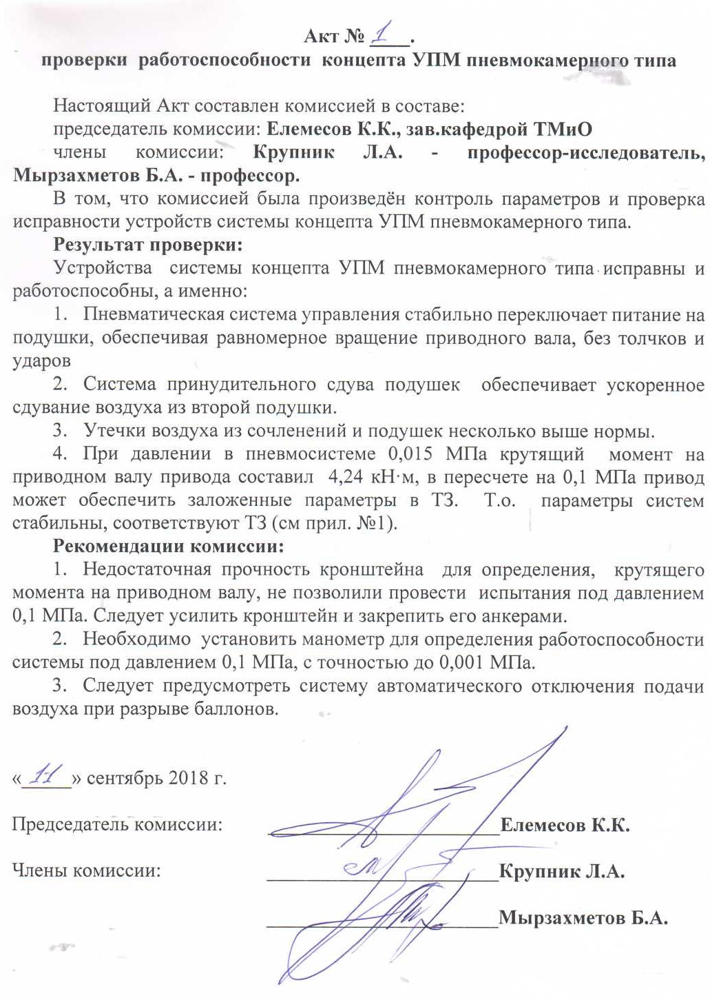 Акт № 1.
проверки работоспособности концепта УПМ пневмокамерного типа
Настоящий Акт составлен комиссией в составе:
председатель комиссии: Елемесов К.К., зав.кафедрой ТМиО
члены комиссии: Крупник Л.А. - профессор-исследователь,
Мырзахметов Б.А. - профессор.
В том, что комиссией была произведён контроль параметров и проверка
исправности устройств системы концепта УПМ пневмокамерного типа.
Результат проверки:
Устройства системы концепта УПМ пневмокамерного типа исправны и
работоспособны, а именно:
1. Пневматическая система управления стабильно переключает питание на
подушки, обеспечивая равномерное вращение приводного вала, без толчков и
ударов
2. Система принудительного сдува подушек обеспечивает ускоренное
сдувание воздуха из второй подушки.
3. Утечки воздуха из сочленений и подушек несколько выше нормы.
4. При давлении в пневмосистеме 0,015 МПа крутящий момент на
приводном валу привода составил 4,24 кН·м, в пересчете на 0,1 МПа привод
может обеспечить заложенные параметры в ТЗ. Т.о. параметры систем
стабильны, соответствуют ТЗ (см прил. №1).
Рекомендации комиссии:
1. Недостаточная прочность кронштейна для определения, крутящего
момента на приводном валу, не позволили провести испытания под давлением
0,1 МПа. Следует усилить кронштейн и закрепить его анкерами.
2. Необходимо установить манометр для определения работоспособности
системы под давлением 0,1 МПа, с точностью до 0,001 МПа.
3. Следует предусмотреть систему автоматического отключения подачи
воздуха при разрыве баллонов.
«11» сентябрь 2018 г.
Председатель комиссии: Елемесов К.К.
Члены комиссии: Крупник Л.А.
Мырзахметов Б.А.